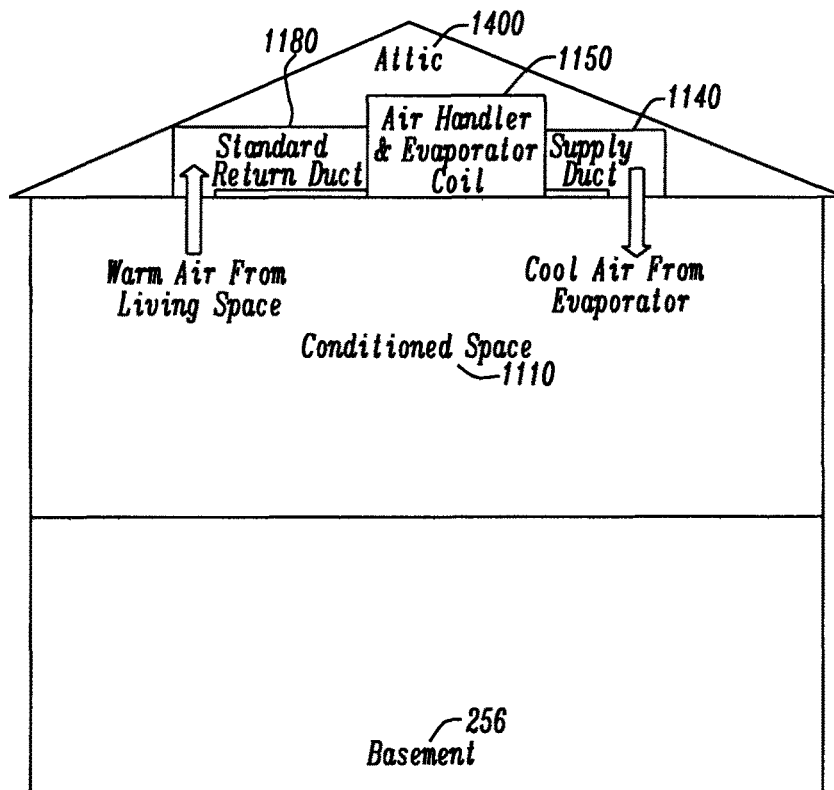 1400
Attic
1180
1150
1140
Standard
Return Duct
Air Handler
& Evaporator
Coil
Supply
Duct
Warm Air From
Living Space
Cool Air From
Evaporator
Conditioned Space
1110
256
Basement